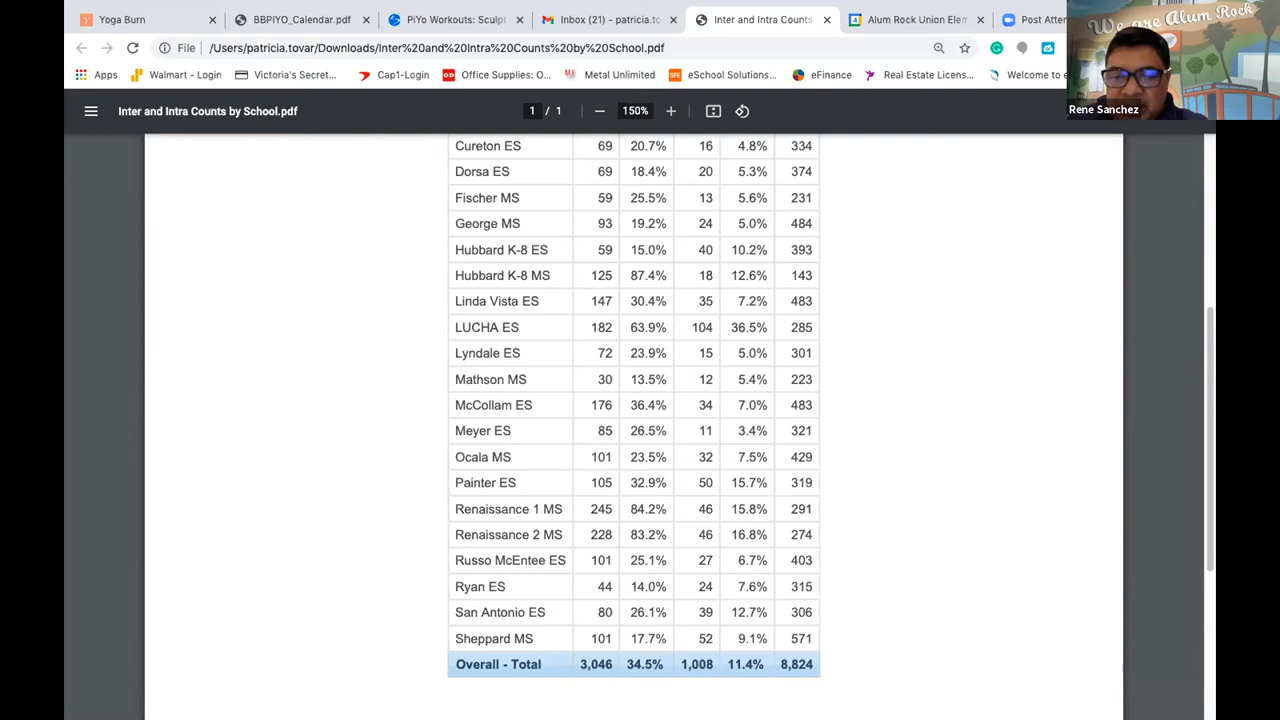 Yoga Burn
BBPIYO_Calendar.pdf
PiYo Workouts: Sculpt
Inbox (21) - patricia.to
Inter and Intra Counts
Alum Rock Union Elem
Post Atten
File
/Users/patricia.tovar/Downloads/Inter%20and%20Intra%20Counts%20by%20School.pdf
Apps
Walmart - Login
Victoria's Secret...
Cap1-Login
Office Supplies: O...
Metal Unlimited
eSchool Solutions...
eFinance
Real Estate Licens...
Welcome to e
We Are Alum Rock
Rene Sanchez
Inter and Intra Counts by School.pdf
1 / 1
150%
Cureton ES 69 20.7% 16 4.8% 334
Dorsa ES 69 18.4% 20 5.3% 374
Fischer MS 59 25.5% 13 5.6% 231
George MS 93 19.2% 24 5.0% 484
Hubbard K-8 ES 59 15.0% 40 10.2% 393
Hubbard K-8 MS 125 87.4% 18 12.6% 143
Linda Vista ES 147 30.4% 35 7.2% 483
LUCHA ES 182 63.9% 104 36.5% 285
Lyndale ES 72 23.9% 15 5.0% 301
Mathson MS 30 13.5% 12 5.4% 223
McCollam ES 176 36.4% 34 7.0% 483
Meyer ES 85 26.5% 11 3.4% 321
Ocala MS 101 23.5% 32 7.5% 429
Painter ES 105 32.9% 50 15.7% 319
Renaissance 1 MS 245 84.2% 46 15.8% 291
Renaissance 2 MS 228 83.2% 46 16.8% 274
Russo McEntee ES 101 25.1% 27 6.7% 403
Ryan ES 44 14.0% 24 7.6% 315
San Antonio ES 80 26.1% 39 12.7% 306
Sheppard MS 101 17.7% 52 9.1% 571
Overall - Total 3,046 34.5% 1,008 11.4% 8,824